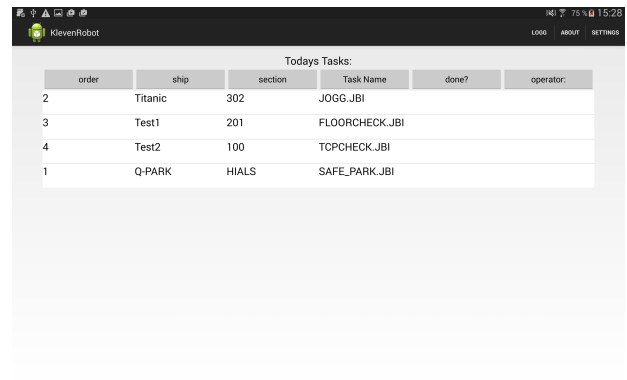 75 % 15:28
KlevenRobot LOGG ABOUT SETTINGS
Todays Tasks:
order ship section Task Name done? operator:
2 Titanic 302 JOGG.JBI
3 Test1 201 FLOORCHECK.JBI
4 Test2 100 TCPCHECK.JBI
1 Q-PARK HIALS SAFE_PARK.JBI